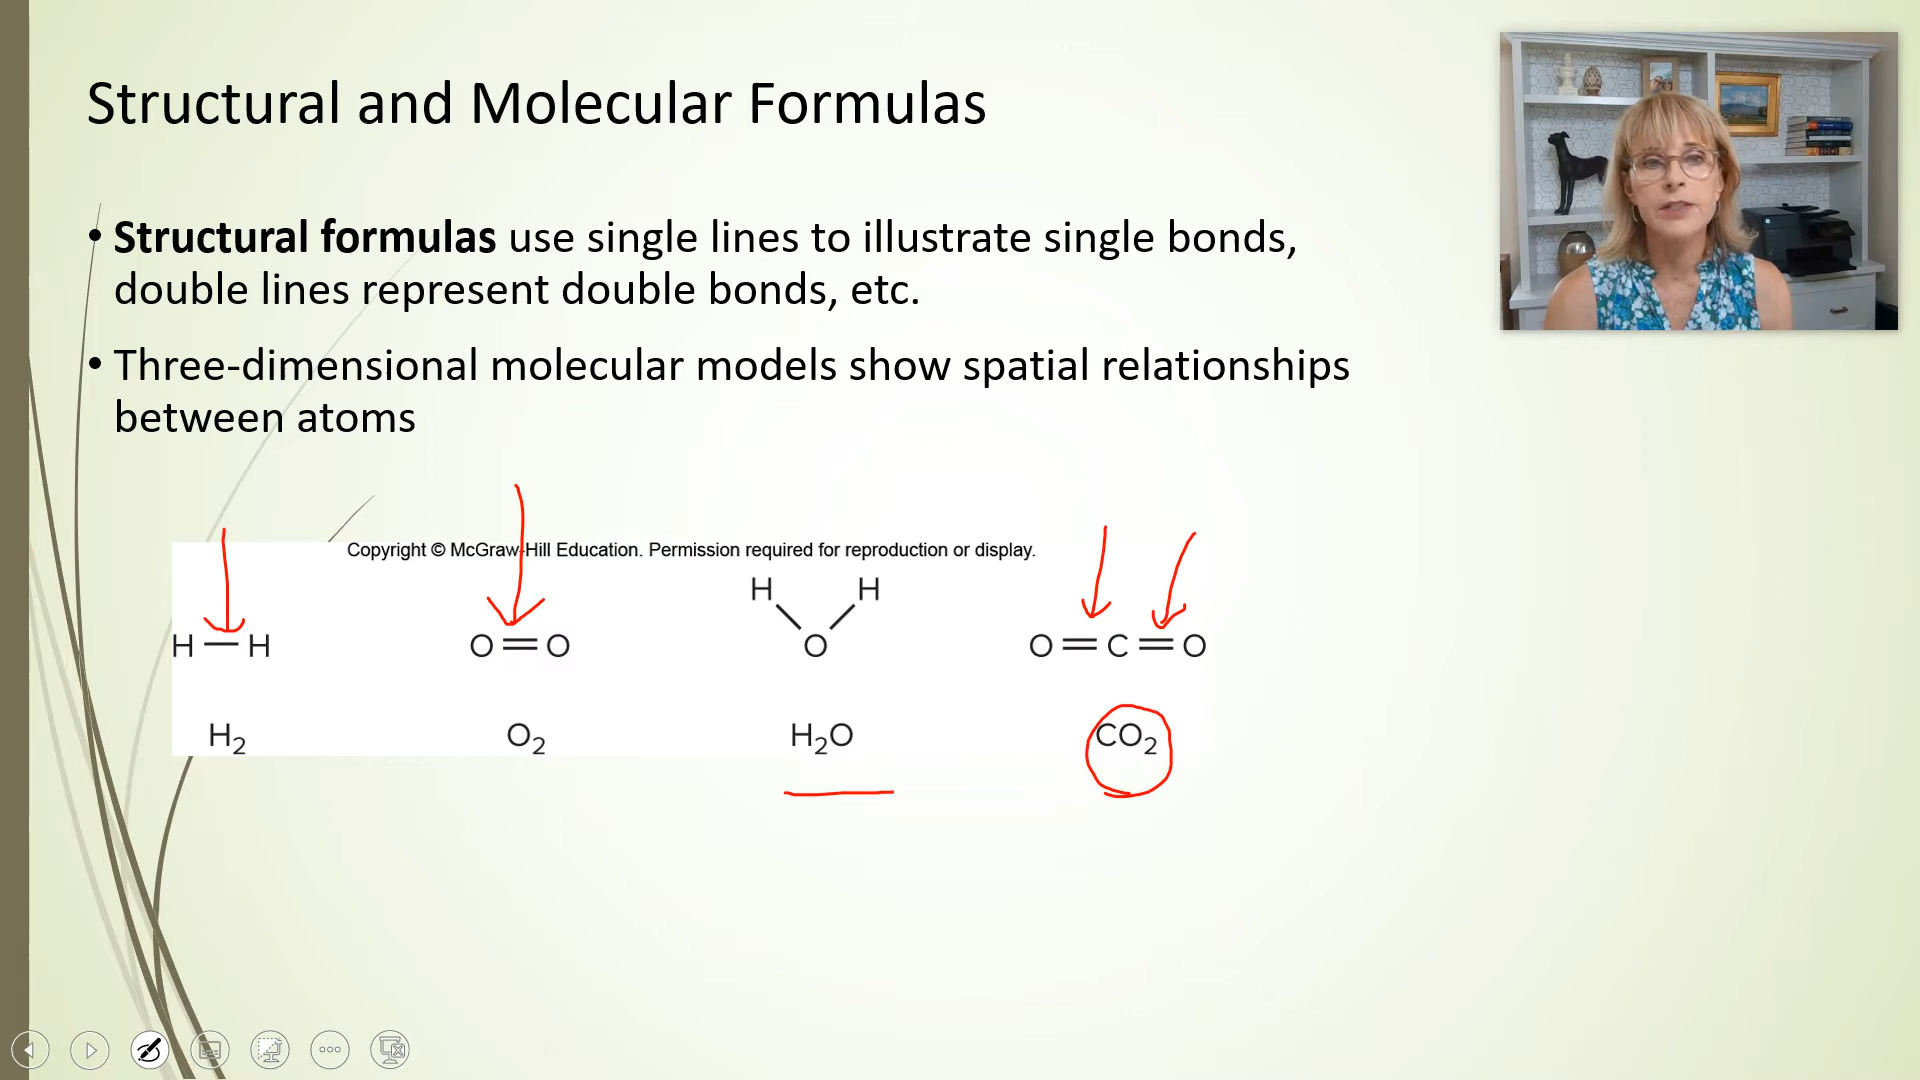 Structural and Molecular Formulas
• Structural formulas use single lines to illustrate single bonds,
double lines represent double bonds, etc.
• Three-dimensional molecular models show spatial relationships
between atoms
Copyright © McGraw-Hill Education. Permission required for reproduction or display.
H H
H — H O = O O O = C = O
H₂ O₂ H₂O CO₂